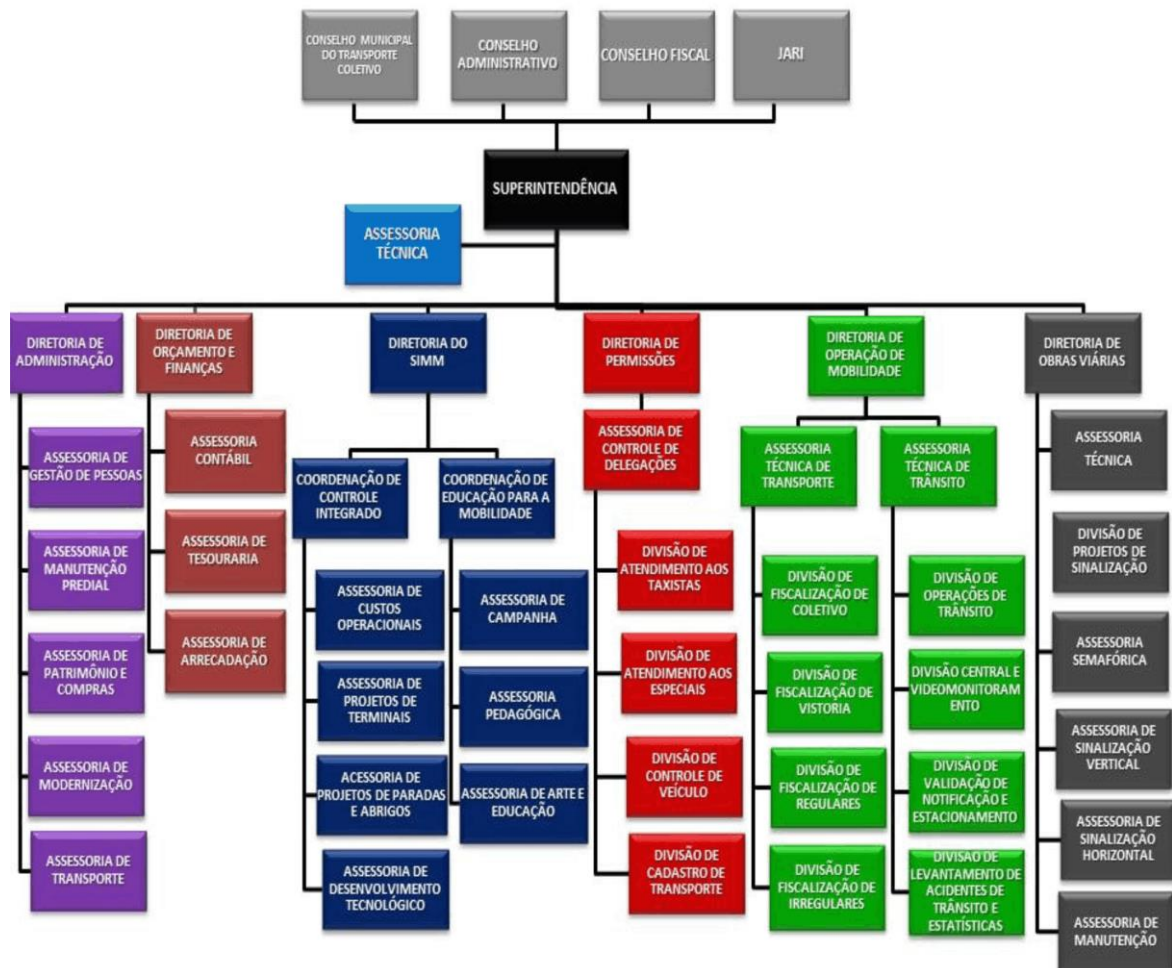 CONSELHO MUNICIPAL
DO TRANSPORTE
COLETIVO
CONSELHO
ADMINISTRATIVO
CONSELHO FISCAL
JARI
SUPERINTENDÊNCIA
ASSESSORIA
TÉCNICA
DIRETORIA DE
ADMINISTRAÇÃO
DIRETORIA DE
ORÇAMENTO E
FINANÇAS
DIRETORIA DO
SIMM
DIRETORIA DE
PERMISSÕES
DIRETORIA DE
OPERAÇÃO DE
MOBILIDADE
DIRETORIA DE
OBRAS VIÁRIAS
ASSESSORIA DE
GESTÃO DE PESSOAS
ASSESSORIA DE
MANUTENÇÃO
PREDIAL
ASSESSORIA DE
PATRIMÔNIO E
COMPRAS
ASSESSORIA DE
MODERNIZAÇÃO
ASSESSORIA DE
TRANSPORTE
ASSESSORIA
CONTÁBIL
ASSESSORIA DE
TESOURARIA
ASSESSORIA DE
ARRECADAÇÃO
COORDENAÇÃO DE
CONTROLE
INTEGRADO
COORDENAÇÃO DE
EDUCAÇÃO PARA A
MOBILIDADE
ASSESSORIA DE
CUSTOS
OPERACIONAIS
ASSESSORIA DE
PROJETOS DE
TERMINAIS
ACESSORIA DE
PROJETOS DE PARADAS
E ABRIGOS
ASSESSORIA DE
DESENVOLVIMENTO
TECNOLÓGICO
ASSESSORIA DE
CAMPANHA
ASSESSORIA
PEDAGÓGICA
ASSESSORIA DE ARTE E
EDUCAÇÃO
ASSESSORIA DE
CONTROLE DE
DELEGAÇÕES
DIVISÃO DE
ATENDIMENTO AOS
TAXISTAS
DIVISÃO DE
ATENDIMENTO AOS
ESPECIAIS
DIVISÃO DE
CONTROLE DE
VEÍCULO
DIVISÃO DE
CADASTRO DE
TRANSPORTE
ASSESSORIA
TÉCNICA DE
TRANSPORTE
ASSESSORIA
TÉCNICA DE
TRÂNSITO
DIVISÃO DE
FISCALIZAÇÃO DE
COLETIVO
DIVISÃO DE
FISCALIZAÇÃO DE
VISTORIA
DIVISÃO DE
FISCALIZAÇÃO DE
REGULARES
DIVISÃO DE
FISCALIZAÇÃO DE
IRREGULARES
DIVISÃO DE
OPERAÇÕES DE
TRÂNSITO
DIVISÃO CENTRAL E
VIDEOMONITORAM
ENTO
DIVISÃO DE
VALIDAÇÃO DE
NOTIFICAÇÃO E
ESTACIONAMENTO
DIVISÃO DE
LEVANTAMENTO DE
ACIDENTES DE
TRÂNSITO E
ESTATÍSTICAS
ASSESSORIA
TÉCNICA
DIVISÃO DE
PROJETOS DE
SINALIZAÇÃO
ASSESSORIA
SEMAFÓRICA
ASSESSORIA DE
SINALIZAÇÃO
VERTICAL
ASSESSORIA DE
SINALIZAÇÃO
HORIZONTAL
ASSESSORIA DE
MANUTENÇÃO